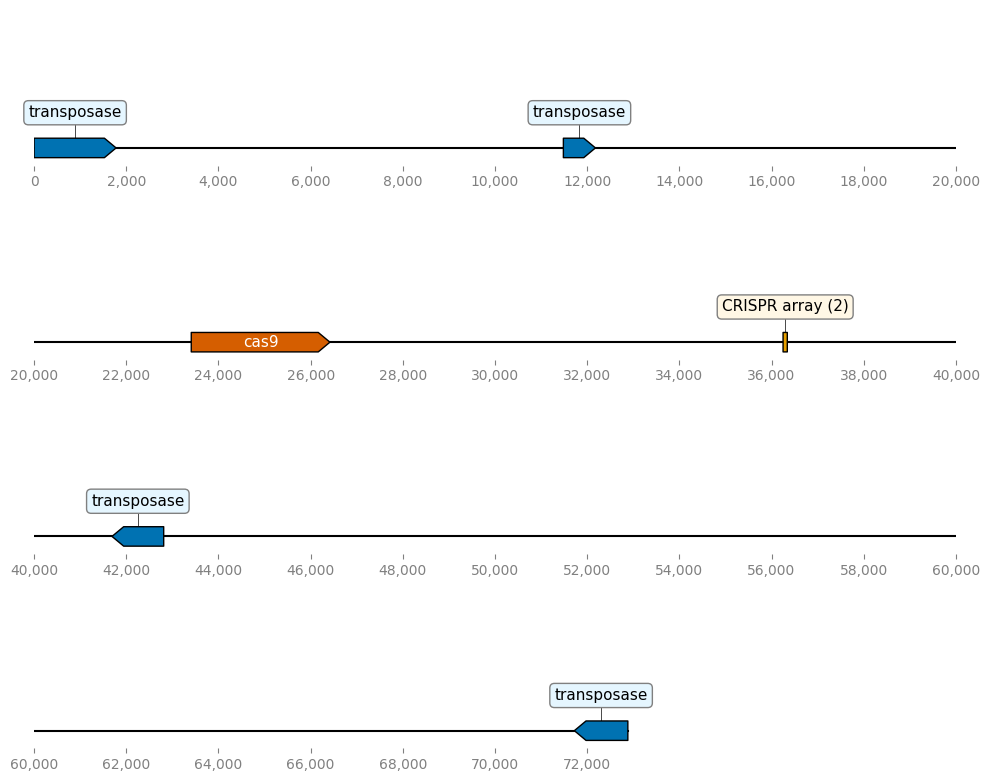 transposase transposase
0 2,000 4,000 6,000 8,000 10,000 12,000 14,000 16,000 18,000 20,000
CRISPR array (2)
cas9
20,000 22,000 24,000 26,000 28,000 30,000 32,000 34,000 36,000 38,000 40,000
transposase
40,000 42,000 44,000 46,000 48,000 50,000 52,000 54,000 56,000 58,000 60,000
transposase
60,000 62,000 64,000 66,000 68,000 70,000 72,000